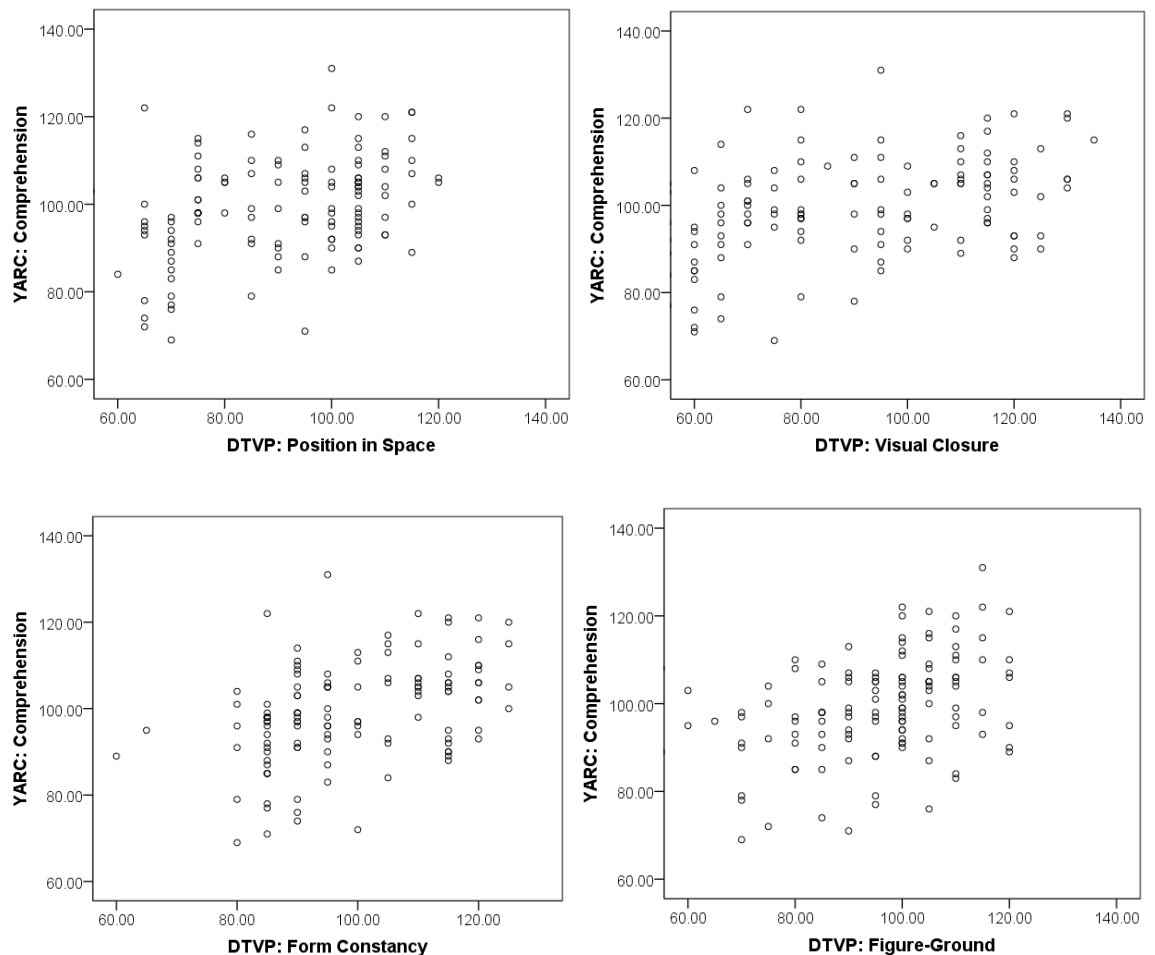 140.00
120.00
100.00
80.00
60.00
YARC: Comprehension
60.00 80.00 100.00 120.00 140.00
DTVP: Position in Space
140.00
120.00
100.00
80.00
60.00
YARC: Comprehension
60.00 80.00 100.00 120.00 140.00
DTVP: Visual Closure
140.00
120.00
100.00
80.00
60.00
YARC: Comprehension
60.00 80.00 100.00 120.00
DTVP: Form Constancy
140.00
120.00
100.00
80.00
60.00
YARC: Comprehension
60.00 80.00 100.00 120.00 140.00
DTVP: Figure-Ground